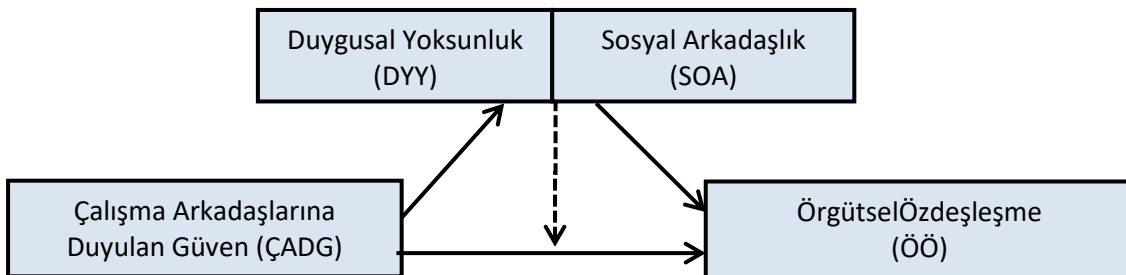 Duygusal Yoksunluk
(DYY)
Sosyal Arkadaşlık
(SOA)
Çalışma Arkadaşlarına
Duyulan Güven (ÇADG)
ÖrgütselÖzdeşleşme
(ÖÖ)